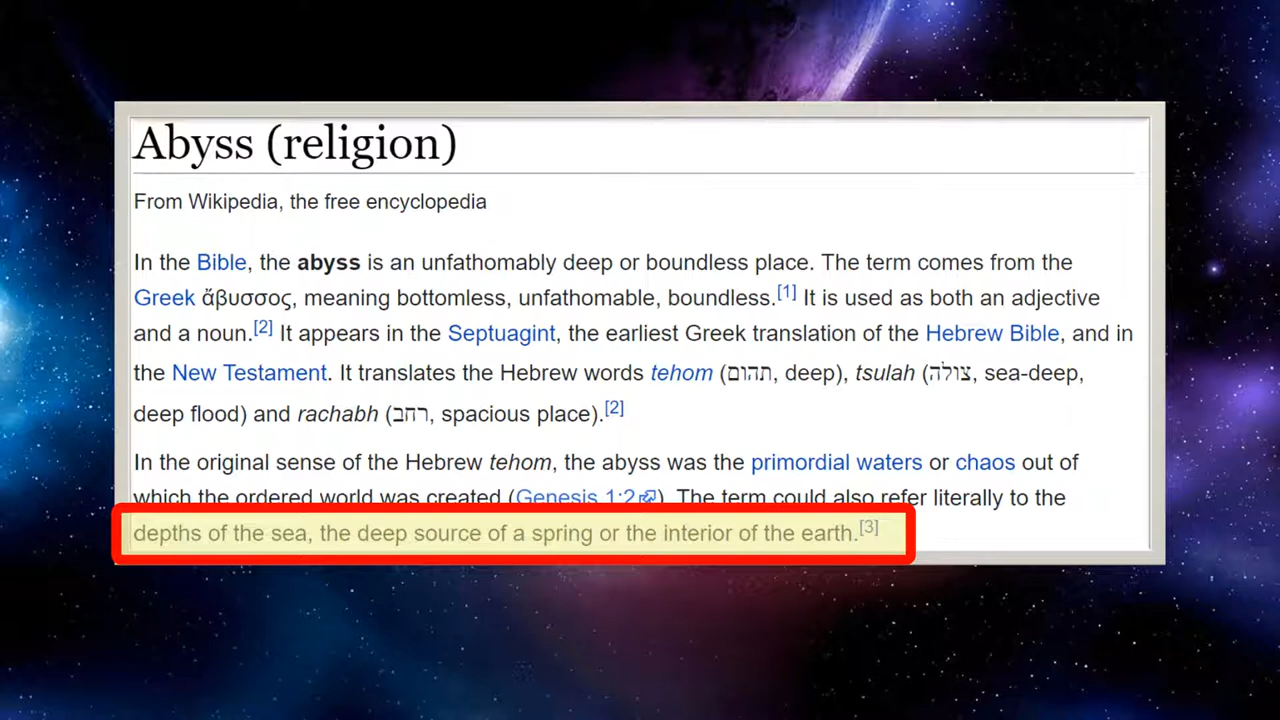 Abyss (religion)
From Wikipedia, the free encyclopedia
In the Bible, the abyss is an unfathomably deep or boundless place. The term comes from the
Greek ἄβυσσος, meaning bottomless, unfathomable, boundless.[1] It is used as both an adjective
and a noun.[2] It appears in the Septuagint, the earliest Greek translation of the Hebrew Bible, and in
the New Testament. It translates the Hebrew words tehom (תהום, deep), tsulah (צולה, sea-deep,
deep flood) and rachabh (רחב, spacious place).[2]
In the original sense of the Hebrew tehom, the abyss was the primordial waters or chaos out of
which the ordered world was created (Genesis 1:2). The term could also refer literally to the
depths of the sea, the deep source of a spring or the interior of the earth.[3]